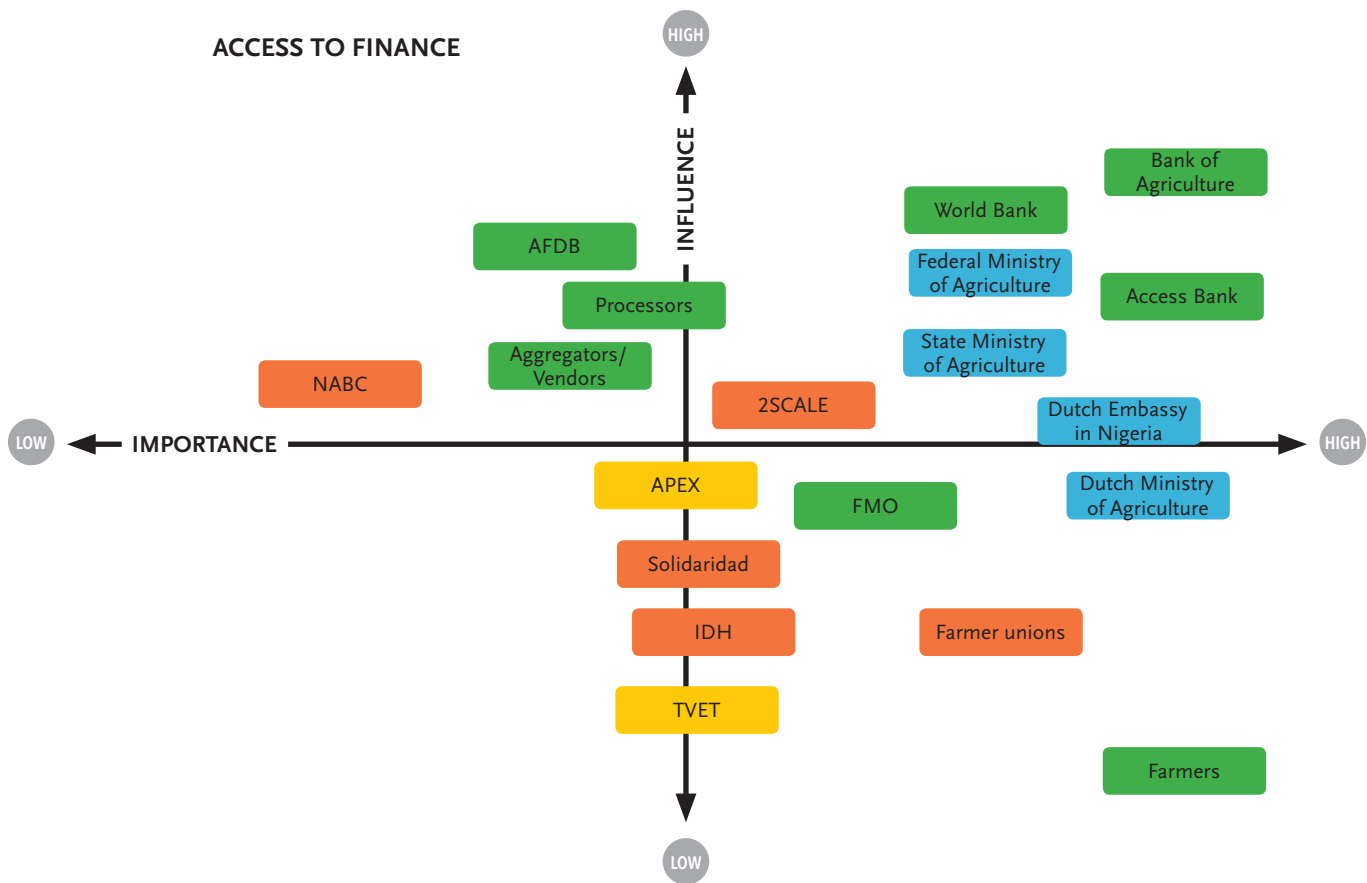 ACCESS TO FINANCE
HIGH
INFLUENCE
Bank of
Agriculture
World Bank
AFDB
Federal Ministry
of Agriculture
Access Bank
Processors
State Ministry
of Agriculture
Aggregators/
Vendors
NABC
2SCALE
Dutch Embassy
in Nigeria
LOW
IMPORTANCE
HIGH
APEX
FMO
Dutch Ministry
of Agriculture
Solidaridad
IDH
Farmer unions
TVET
Farmers
LOW